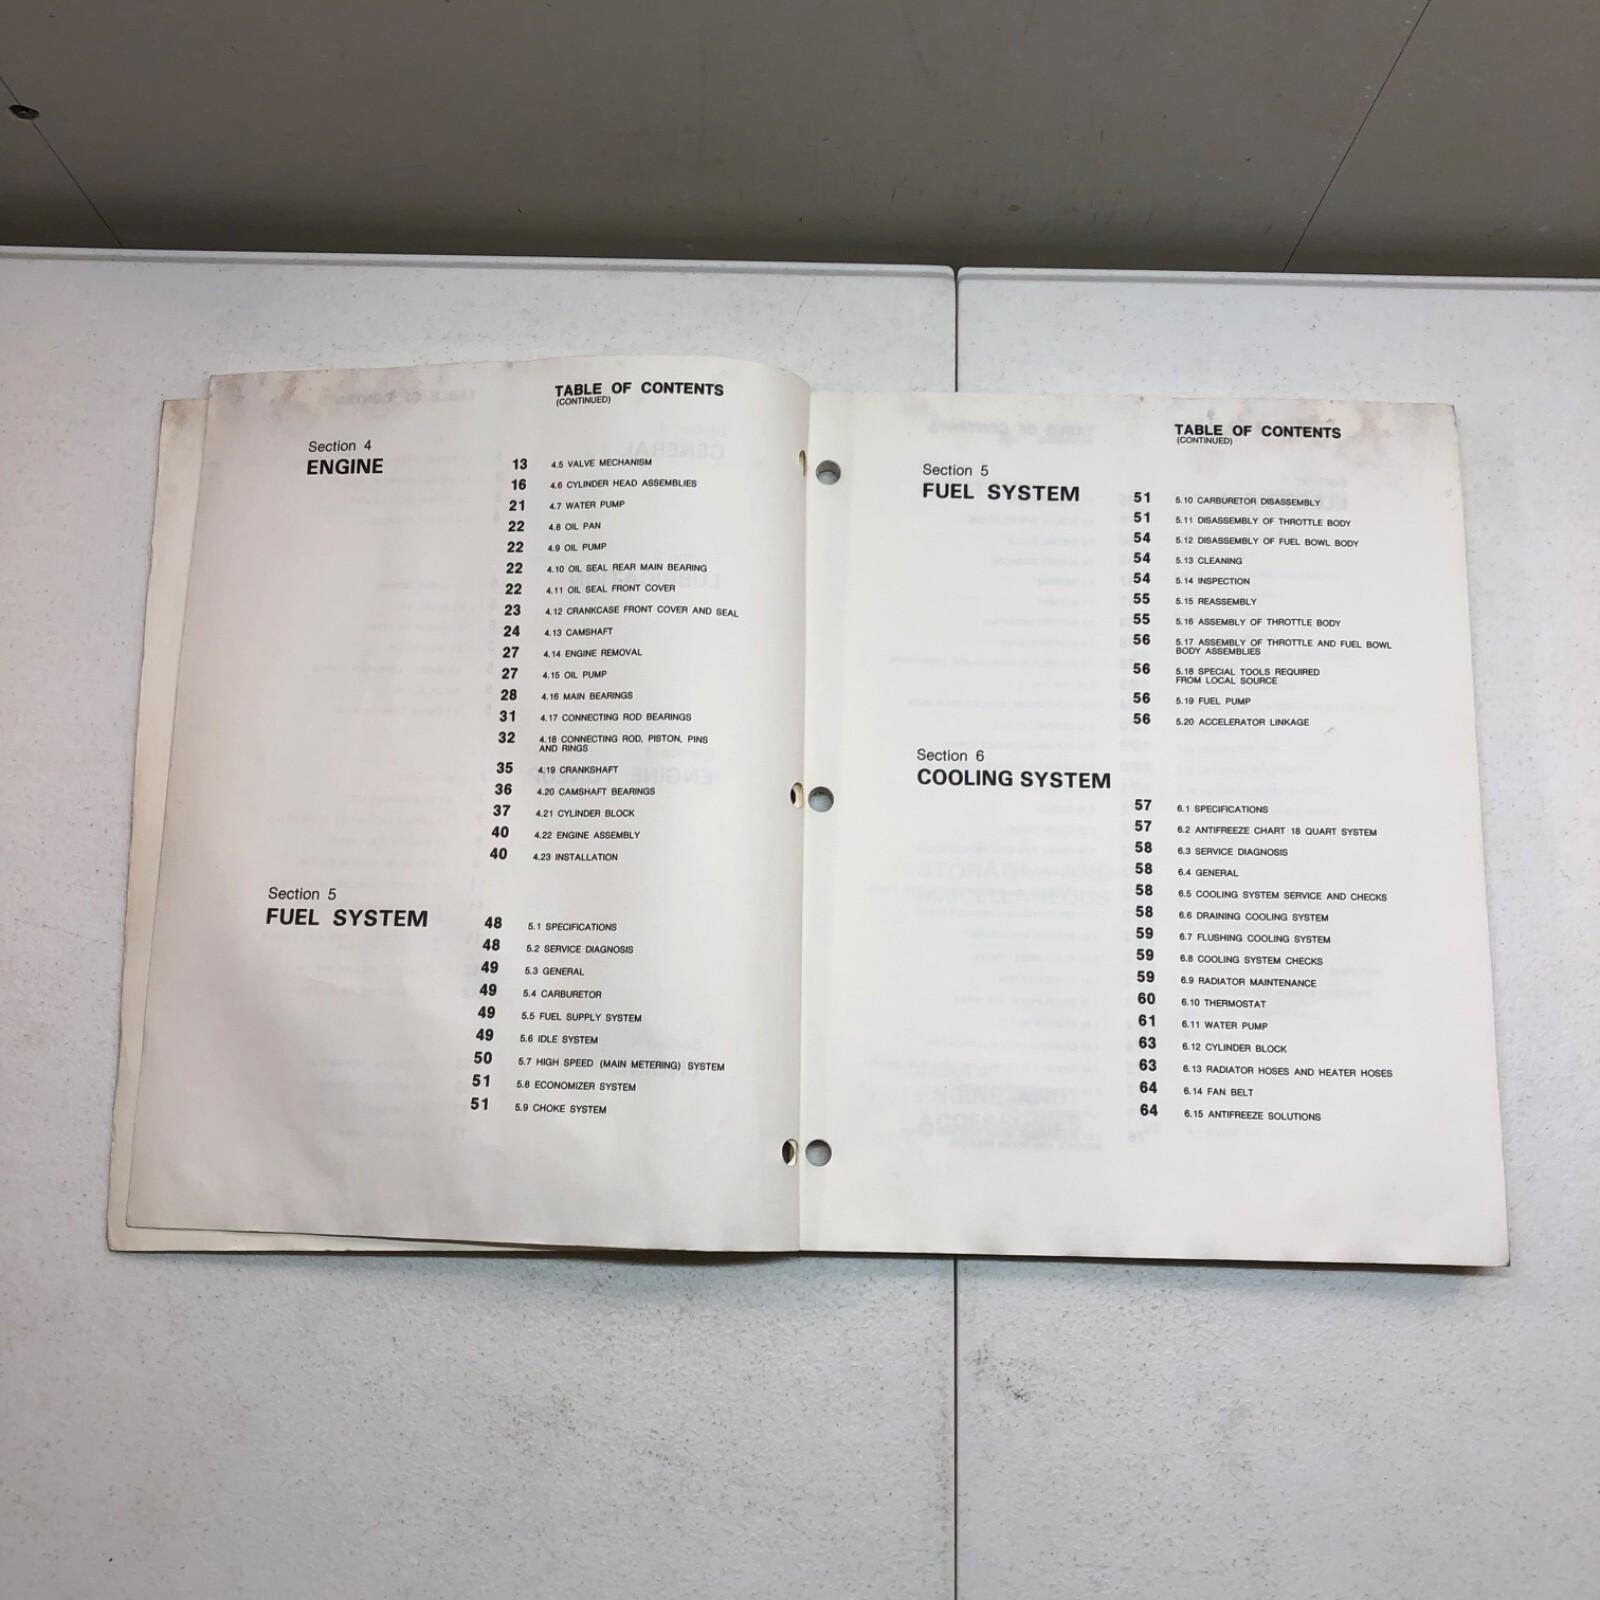 TABLE OF CONTENTS
(CONTINUED)
Section 4
ENGINE
13 4.5 VALVE MECHANISM
16 4.6 CYLINDER HEAD ASSEMBLIES
21 4.7 WATER PUMP
22 4.8 OIL PAN
22 4.9 OIL PUMP
22 4.10 OIL SEAL REAR MAIN BEARING
22 4.11 OIL SEAL FRONT COVER
23 4.12 CRANKCASE FRONT COVER AND SEAL
24 4.13 CAMSHAFT
27 4.14 ENGINE REMOVAL
27 4.15 OIL PUMP
28 4.16 MAIN BEARINGS
31 4.17 CONNECTING ROD BEARINGS
32 4.18 CONNECTING ROD, PISTON, PINS
AND RINGS
35 4.19 CRANKSHAFT
36 4.20 CAMSHAFT BEARINGS
37 4.21 CYLINDER BLOCK
40 4.22 ENGINE ASSEMBLY
40 4.23 INSTALLATION
Section 5
FUEL SYSTEM
48 5.1 SPECIFICATIONS
48 5.2 SERVICE DIAGNOSIS
49 5.3 GENERAL
49 5.4 CARBURETOR
49 5.5 FUEL SUPPLY SYSTEM
49 5.6 IDLE SYSTEM
50 5.7 HIGH SPEED (MAIN METERING) SYSTEM
51 5.8 ECONOMIZER SYSTEM
51 5.9 CHOKE SYSTEM
TABLE OF CONTENTS
(CONTINUED)
Section 5
FUEL SYSTEM
51 5.10 CARBURETOR DISASSEMBLY
51 5.11 DISASSEMBLY OF THROTTLE BODY
54 5.12 DISASSEMBLY OF FUEL BOWL BODY
54 5.13 CLEANING
54 5.14 INSPECTION
55 5.15 REASSEMBLY
55 5.16 ASSEMBLY OF THROTTLE BODY
56 5.17 ASSEMBLY OF THROTTLE AND FUEL BOWL
BODY ASSEMBLIES
56 5.18 SPECIAL TOOLS REQUIRED
FROM LOCAL SOURCE
56 5.19 FUEL PUMP
56 5.20 ACCELERATOR LINKAGE
Section 6
COOLING SYSTEM
57 6.1 SPECIFICATIONS
57 6.2 ANTIFREEZE CHART 18 QUART SYSTEM
58 6.3 SERVICE DIAGNOSIS
58 6.4 GENERAL
58 6.5 COOLING SYSTEM SERVICE AND CHECKS
58 6.6 DRAINING COOLING SYSTEM
59 6.7 FLUSHING COOLING SYSTEM
59 6.8 COOLING SYSTEM CHECKS
59 6.9 RADIATOR MAINTENANCE
60 6.10 THERMOSTAT
61 6.11 WATER PUMP
63 6.12 CYLINDER BLOCK
63 6.13 RADIATOR HOSES AND HEATER HOSES
64 6.14 FAN BELT
64 6.15 ANTIFREEZE SOLUTIONS